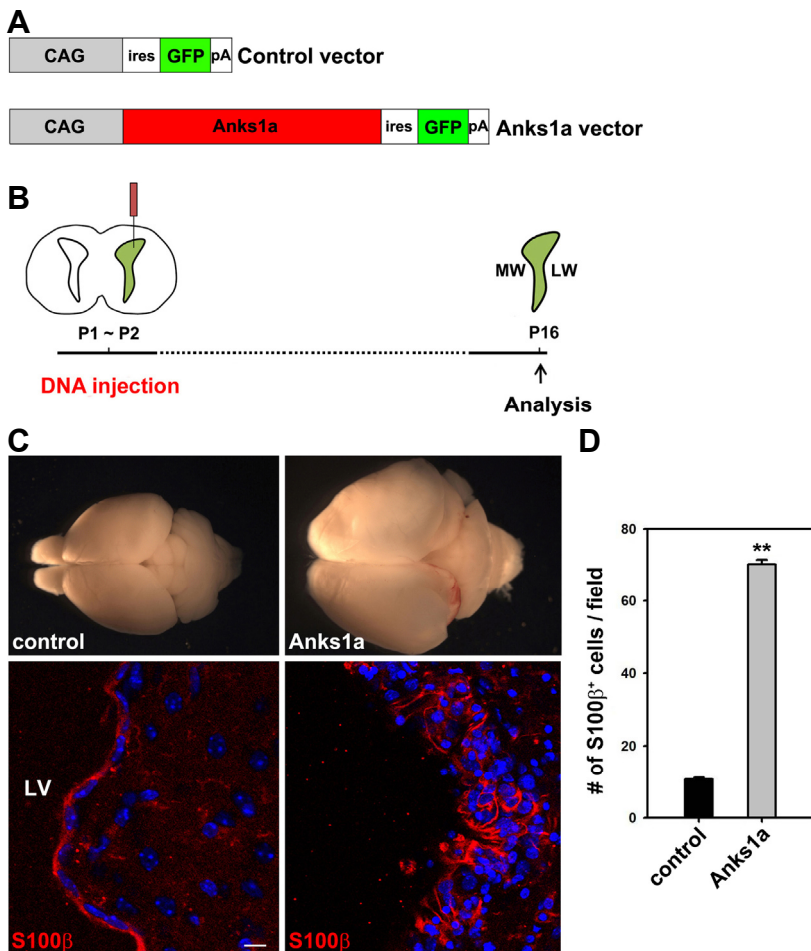 A
CAG ires GFP pA Control vector
CAG Anks1a ires GFP pA Anks1a vector
B
MW LW
P1 ~ P2
P16
DNA injection
Analysis
C
control
Anks1a
LV
S100β
S100β
D
# of S100β⁺ cells / field
80
60
40
20
0
**
control
Anks1a